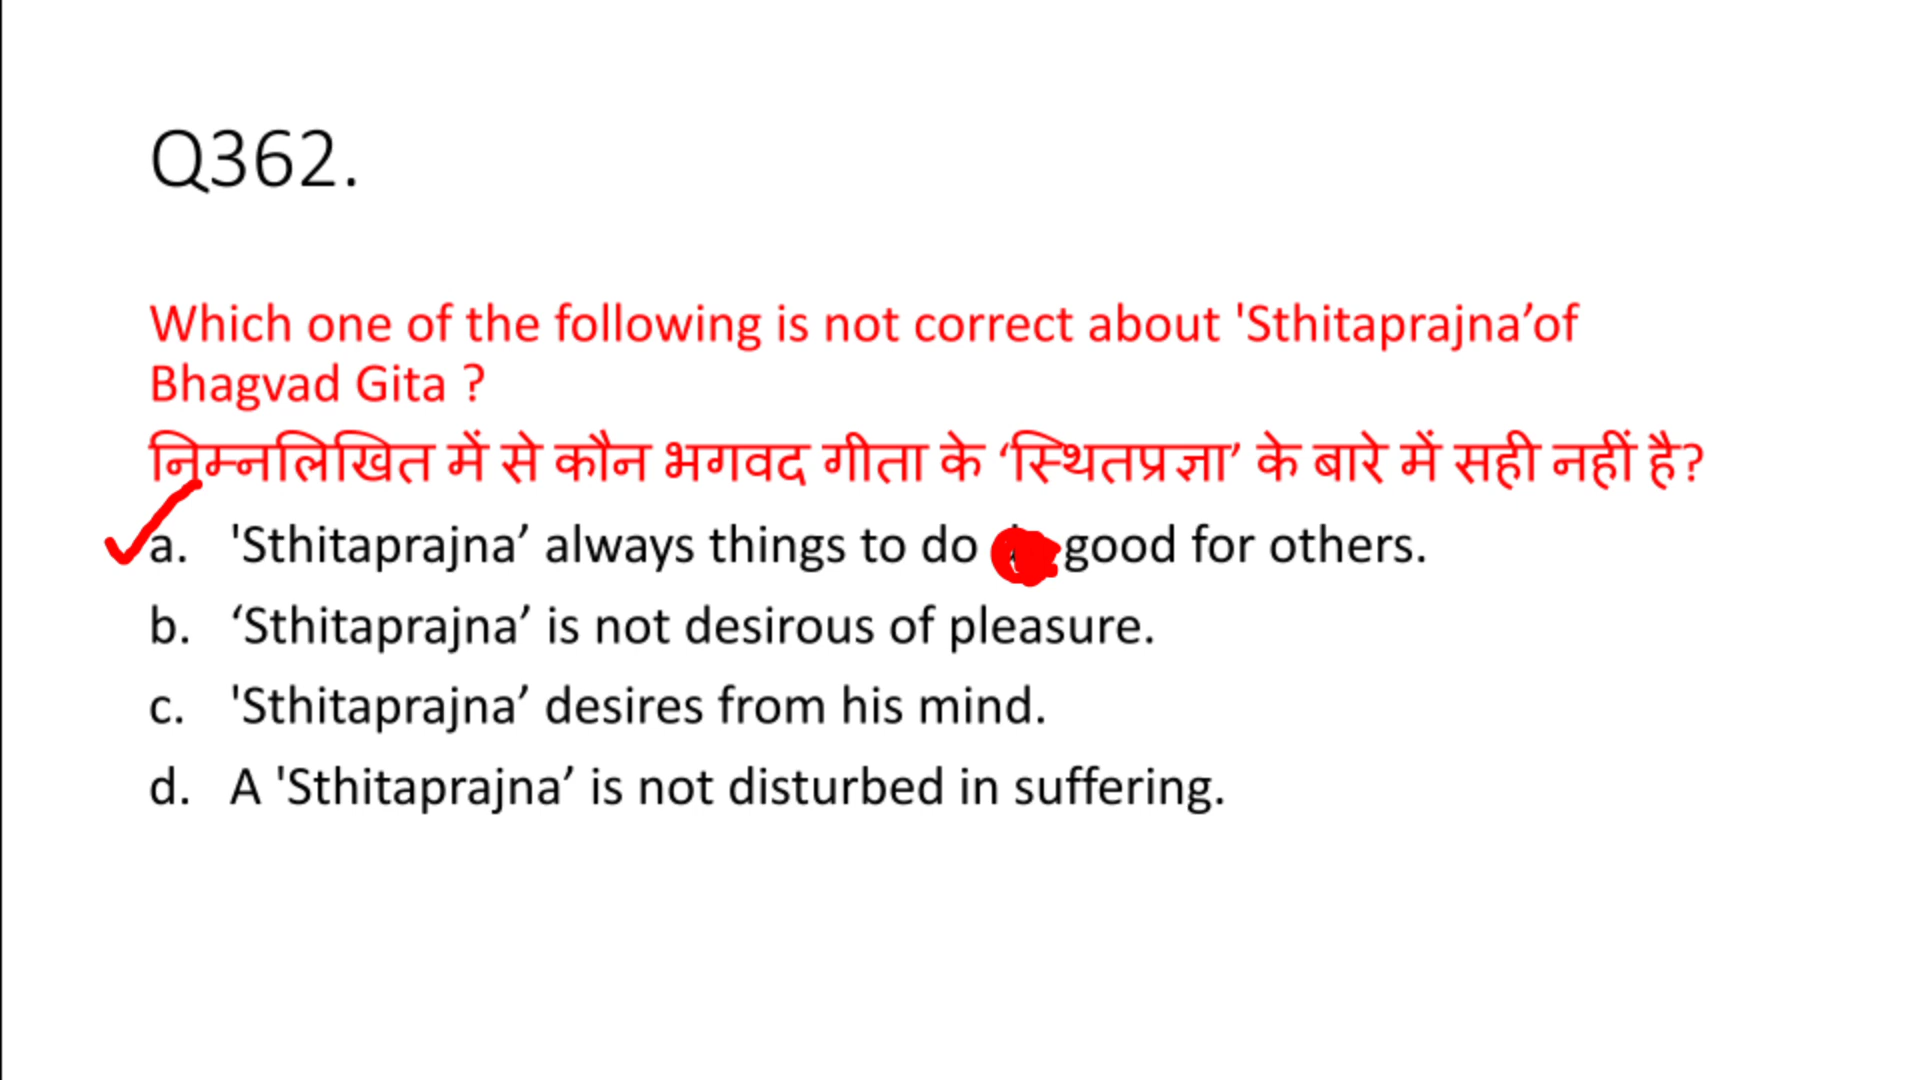 Q362.
Which one of the following is not correct about 'Sthitaprajna’of
Bhagvad Gita ?
निम्नलिखित में से कौन भगवद गीता के ‘स्थितप्रज्ञा’ के बारे में सही नहीं है?
a. 'Sthitaprajna’ always things to do good for others.
b. ‘Sthitaprajna’ is not desirous of pleasure.
c. 'Sthitaprajna’ desires from his mind.
d. A 'Sthitaprajna’ is not disturbed in suffering.